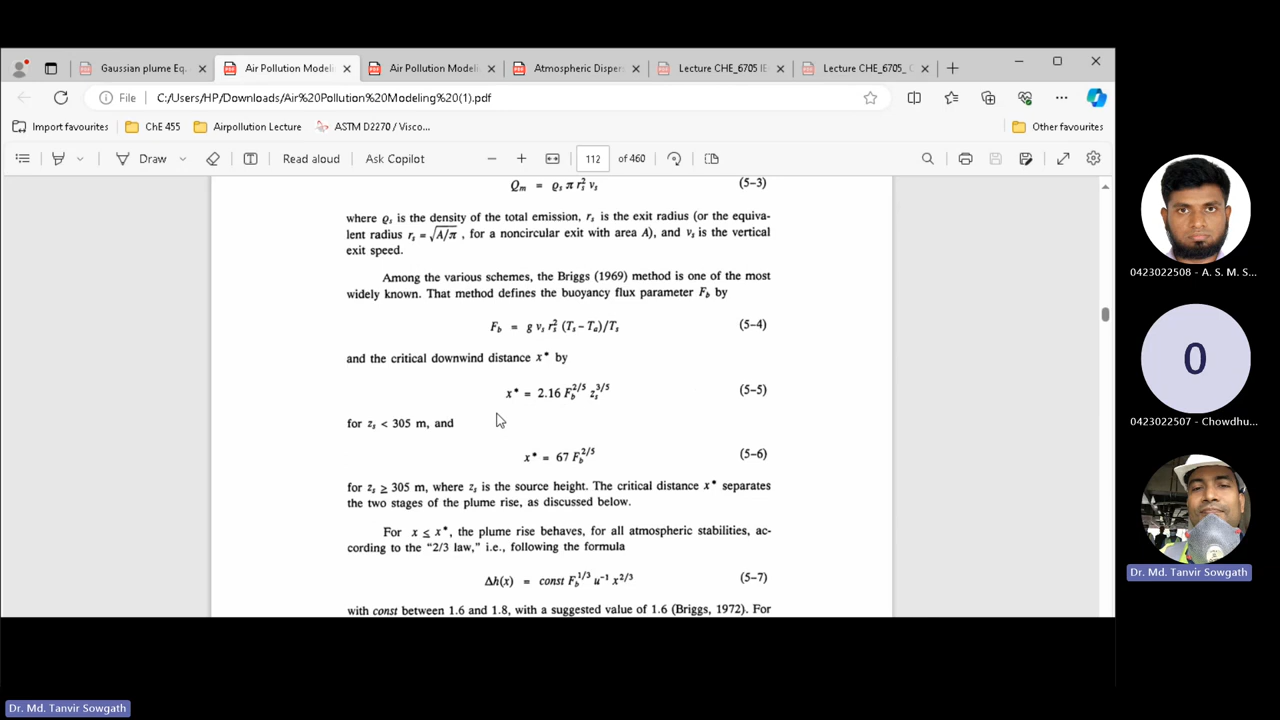 Gaussian plume Eq.
Air Pollution Modeli
Air Pollution Modeli
Atmospheric Disper
Lecture CHE_6705 IE
Lecture CHE_6705_ C
File
C:/Users/HP/Downloads/Air%20Pollution%20Modeling%20(1).pdf
Import favourites
ChE 455
Airpollution Lecture
ASTM D2270 / Visco...
Other favourites
Draw
Read aloud
Ask Copilot
112
of 460
Qm = ϱs π rs² vs (5-3)
where ϱs is the density of the total emission, rs is the exit radius (or the equiva-
lent radius rs = √A/π , for a noncircular exit with area A), and vs is the vertical
exit speed.
Among the various schemes, the Briggs (1969) method is one of the most
widely known. That method defines the buoyancy flux parameter Fb by
Fb = g vs rs² (Ts − Ta)/Ts (5-4)
and the critical downwind distance x* by
x* = 2.16 Fb^2/5 zs^3/5 (5-5)
for zs < 305 m, and
x* = 67 Fb^2/5 (5-6)
for zs ≥ 305 m, where zs is the source height. The critical distance x* separates
the two stages of the plume rise, as discussed below.
For x ≤ x*, the plume rise behaves, for all atmospheric stabilities, ac-
cording to the “2/3 law,” i.e., following the formula
Δh(x) = const Fb^1/3 u^−1 x^2/3 (5-7)
with const between 1.6 and 1.8, with a suggested value of 1.6 (Briggs, 1972). For
0423022508 - A. S. M. S...
0
0423022507 - Chowdhu...
Dr. Md. Tanvir Sowgath
Dr. Md. Tanvir Sowgath